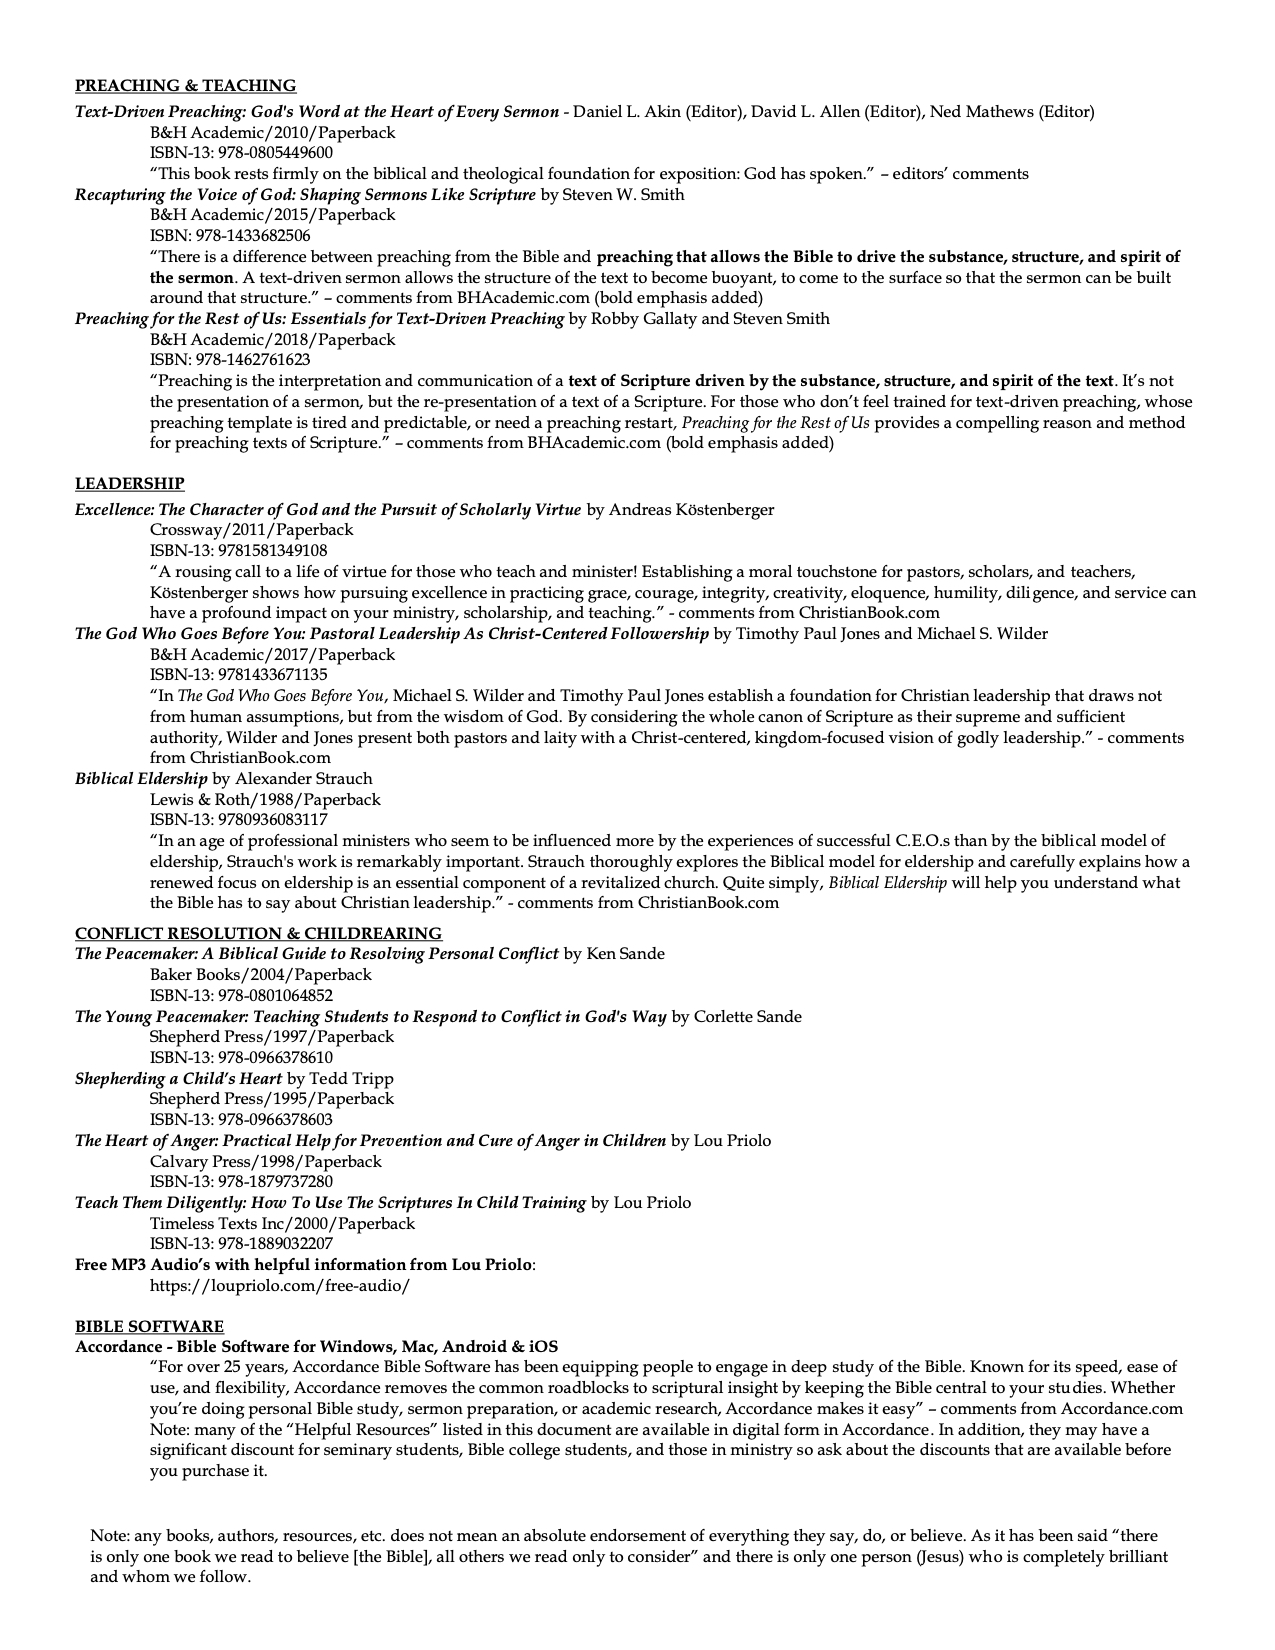 PREACHING & TEACHING
Text-Driven Preaching: God's Word at the Heart of Every Sermon - Daniel L. Akin (Editor), David L. Allen (Editor), Ned Mathews (Editor)
B&H Academic/2010/Paperback
ISBN-13: 978-0805449600
“This book rests firmly on the biblical and theological foundation for exposition: God has spoken.” – editors’ comments
Recapturing the Voice of God: Shaping Sermons Like Scripture by Steven W. Smith
B&H Academic/2015/Paperback
ISBN: 978-1433682506
“There is a difference between preaching from the Bible and preaching that allows the Bible to drive the substance, structure, and spirit of
the sermon. A text-driven sermon allows the structure of the text to become buoyant, to come to the surface so that the sermon can be built
around that structure.” – comments from BHAcademic.com (bold emphasis added)
Preaching for the Rest of Us: Essentials for Text-Driven Preaching by Robby Gallaty and Steven Smith
B&H Academic/2018/Paperback
ISBN: 978-1462761623
“Preaching is the interpretation and communication of a text of Scripture driven by the substance, structure, and spirit of the text. It’s not
the presentation of a sermon, but the re-presentation of a text of a Scripture. For those who don’t feel trained for text-driven preaching, whose
preaching template is tired and predictable, or need a preaching restart, Preaching for the Rest of Us provides a compelling reason and method
for preaching texts of Scripture.” – comments from BHAcademic.com (bold emphasis added)
LEADERSHIP
Excellence: The Character of God and the Pursuit of Scholarly Virtue by Andreas Köstenberger
Crossway/2011/Paperback
ISBN-13: 9781581349108
“A rousing call to a life of virtue for those who teach and minister! Establishing a moral touchstone for pastors, scholars, and teachers,
Köstenberger shows how pursuing excellence in practicing grace, courage, integrity, creativity, eloquence, humility, diligence, and service can
have a profound impact on your ministry, scholarship, and teaching.” - comments from ChristianBook.com
The God Who Goes Before You: Pastoral Leadership As Christ-Centered Followership by Timothy Paul Jones and Michael S. Wilder
B&H Academic/2017/Paperback
ISBN-13: 9781433671135
“In The God Who Goes Before You, Michael S. Wilder and Timothy Paul Jones establish a foundation for Christian leadership that draws not
from human assumptions, but from the wisdom of God. By considering the whole canon of Scripture as their supreme and sufficient
authority, Wilder and Jones present both pastors and laity with a Christ-centered, kingdom-focused vision of godly leadership.” - comments
from ChristianBook.com
Biblical Eldership by Alexander Strauch
Lewis & Roth/1988/Paperback
ISBN-13: 9780936083117
“In an age of professional ministers who seem to be influenced more by the experiences of successful C.E.O.s than by the biblical model of
eldership, Strauch's work is remarkably important. Strauch thoroughly explores the Biblical model for eldership and carefully explains how a
renewed focus on eldership is an essential component of a revitalized church. Quite simply, Biblical Eldership will help you understand what
the Bible has to say about Christian leadership.” - comments from ChristianBook.com
CONFLICT RESOLUTION & CHILDREARING
The Peacemaker: A Biblical Guide to Resolving Personal Conflict by Ken Sande
Baker Books/2004/Paperback
ISBN-13: 978-0801064852
The Young Peacemaker: Teaching Students to Respond to Conflict in God's Way by Corlette Sande
Shepherd Press/1997/Paperback
ISBN-13: 978-0966378610
Shepherding a Child’s Heart by Tedd Tripp
Shepherd Press/1995/Paperback
ISBN-13: 978-0966378603
The Heart of Anger: Practical Help for Prevention and Cure of Anger in Children by Lou Priolo
Calvary Press/1998/Paperback
ISBN-13: 978-1879737280
Teach Them Diligently: How To Use The Scriptures In Child Training by Lou Priolo
Timeless Texts Inc/2000/Paperback
ISBN-13: 978-1889032207
Free MP3 Audio’s with helpful information from Lou Priolo:
https://loupriolo.com/free-audio/
BIBLE SOFTWARE
Accordance - Bible Software for Windows, Mac, Android & iOS
“For over 25 years, Accordance Bible Software has been equipping people to engage in deep study of the Bible. Known for its speed, ease of
use, and flexibility, Accordance removes the common roadblocks to scriptural insight by keeping the Bible central to your studies. Whether
you’re doing personal Bible study, sermon preparation, or academic research, Accordance makes it easy” – comments from Accordance.com
Note: many of the “Helpful Resources” listed in this document are available in digital form in Accordance. In addition, they may have a
significant discount for seminary students, Bible college students, and those in ministry so ask about the discounts that are available before
you purchase it.
Note: any books, authors, resources, etc. does not mean an absolute endorsement of everything they say, do, or believe. As it has been said “there
is only one book we read to believe [the Bible], all others we read only to consider” and there is only one person (Jesus) who is completely brilliant
and whom we follow.